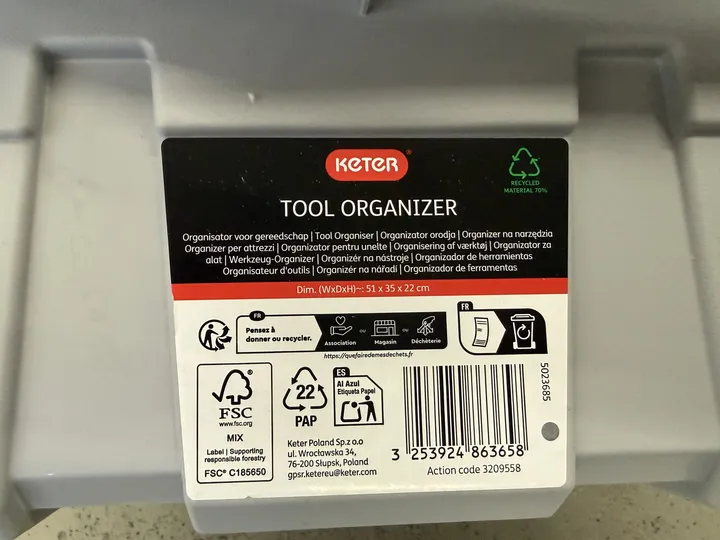 KETER
RECYCLED
MATERIAL 70%
TOOL ORGANIZER
Organisator voor gereedschap | Tool Organiser | Organizator orodja | Organizer na narzędzia
Organizer per attrezzi | Organizator pentru unelte | Organisering af værktøj | Organizator za
alat | Werkzeug-Organizer | Organizér na nástroje | Organizador de herramientas
Organisateur d'outils | Organizér na nářadí | Organizador de ferramentas
Dim. (WxDxH)~: 51 x 35 x 22 cm
FR
Pensez à
donner ou recycler.
Association
ou
Magasin
ou
Déchèterie
https://quefairedemesdechets.fr
FR
FSC®
www.fsc.org
MIX
Label | Supporting
responsible forestry
FSC® C185650
22
PAP
ES
Al Azul
Etiqueta Papel
Keter Poland Sp.z o.o
ul. Wrocławska 34,
76-200 Słupsk, Poland
gpsr.ketereu@keter.com
3 253924 863658
Action code 3209558
5023685